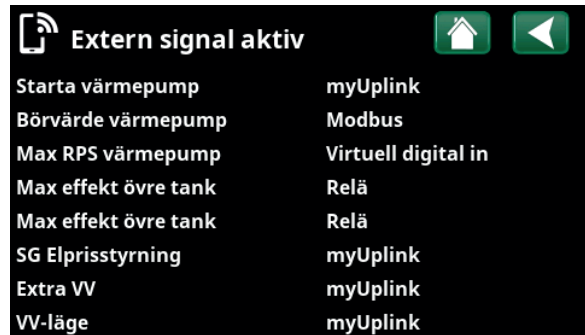 Extern signal aktiv
Starta värmepump myUplink
Börvärde värmepump Modbus
Max RPS värmepump Virtuell digital in
Max effekt övre tank Relä
Max effekt övre tank Relä
SG Elprisstyrning myUplink
Extra VV myUplink
VV-läge myUplink